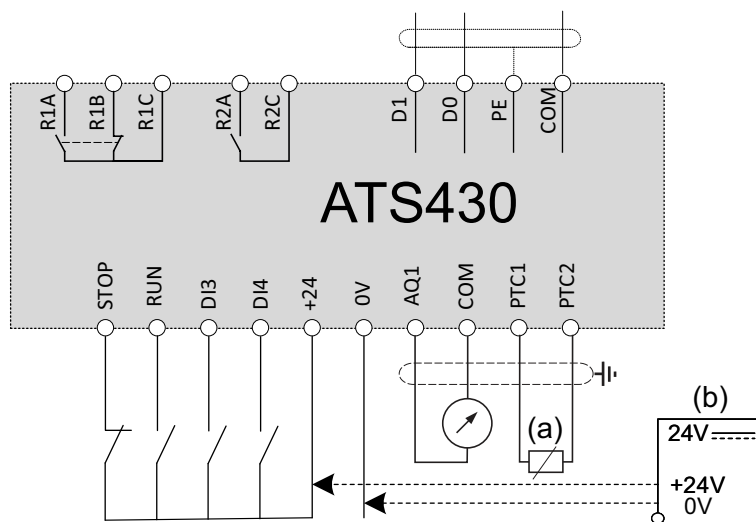 R1A R1B R1C R2A R2C D1 D0 PE COM
ATS430
STOP RUN DI3 DI4 +24 0V AQ1 COM PTC1 PTC2
(a)
(b)
24V
+24V
0V